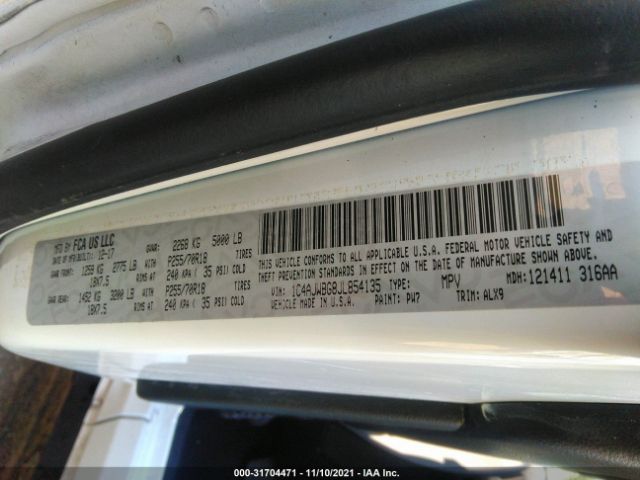 MFD BY FCA US LLC
DATE OF MFG(BUILT): 12-17
GVWR: 2268 KG 5000 LB
GAWR FRONT: 1259 KG 2775 LB
P255/70R18 TIRES
18X7.5 RIMS AT 240 KPA ( 35 PSI) COLD
GAWR REAR: 1452 KG 3200 LB
P255/70R18 TIRES
18X7.5 RIMS AT 240 KPA ( 35 PSI) COLD
THIS VEHICLE CONFORMS TO ALL APPLICABLE U.S.A. FEDERAL MOTOR VEHICLE SAFETY AND
THEFT PREVENTION STANDARDS IN EFFECT ON THE DATE OF MANUFACTURE SHOWN ABOVE.
VIN: 1C4AJWBG8JL854135 TYPE: MPV MDH: 121411 316AA
MADE IN U.S.A. PAINT: PW7 TRIM: ALX9
000-31704471 — 11/10/2021 — IAA Inc.